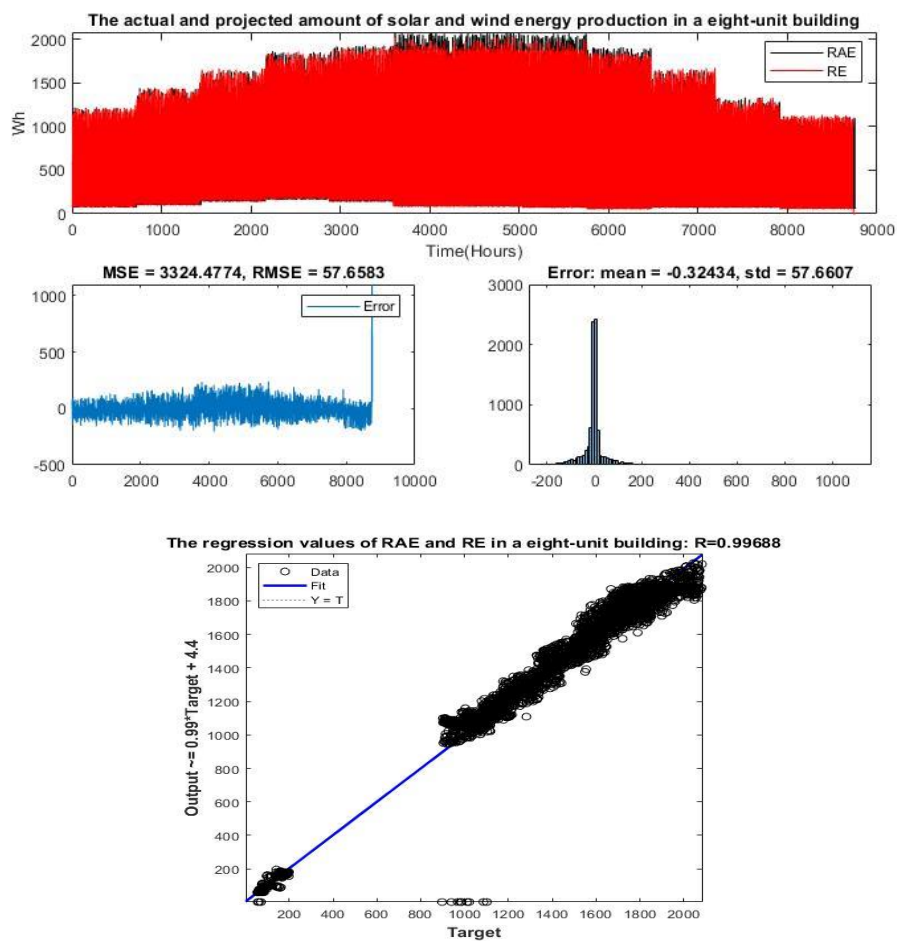 The actual and projected amount of solar and wind energy production in a eight-unit building
RAE
RE
Wh
2000
1500
1000
500
0
0 1000 2000 3000 4000 5000 6000 7000 8000 9000
Time(Hours)
MSE = 3324.4774, RMSE = 57.6583
Error
1000
500
0
-500
0 2000 4000 6000 8000 10000
Error: mean = -0.32434, std = 57.6607
3000
2000
1000
0
-200 0 200 400 600 800 1000
The regression values of RAE and RE in a eight-unit building: R=0.99688
Data
Fit
Y = T
Output ~= 0.99*Target + 4.4
2000
1800
1600
1400
1200
1000
800
600
400
200
200 400 600 800 1000 1200 1400 1600 1800 2000
Target